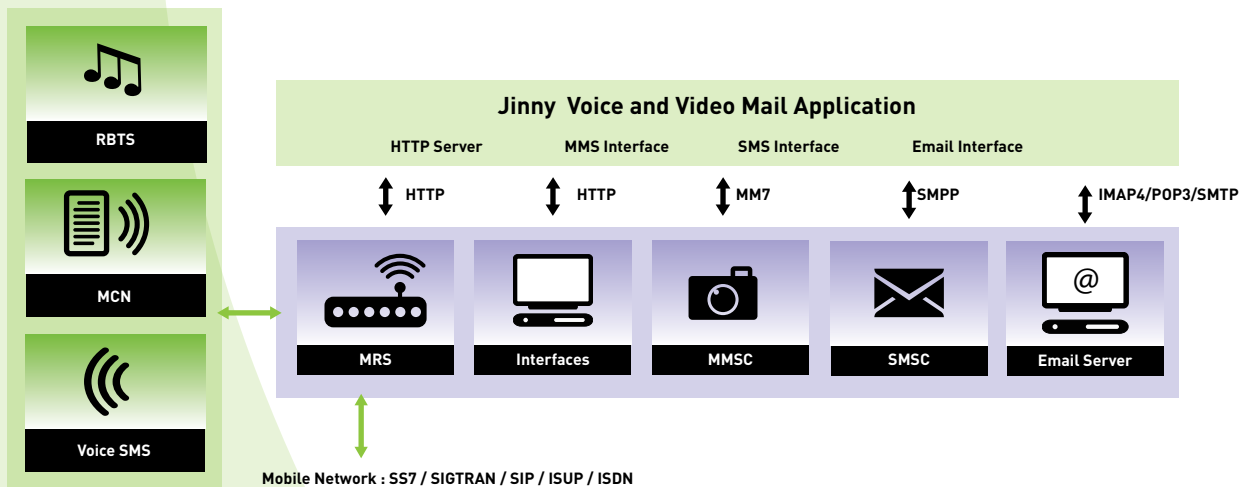 RBTS
MCN
Voice SMS
Jinny Voice and Video Mail Application
HTTP Server MMS Interface SMS Interface Email Interface
HTTP HTTP MM7 SMPP IMAP4/POP3/SMTP
@
MRS Interfaces MMSC SMSC Email Server
Mobile Network : SS7 / SIGTRAN / SIP / ISUP / ISDN